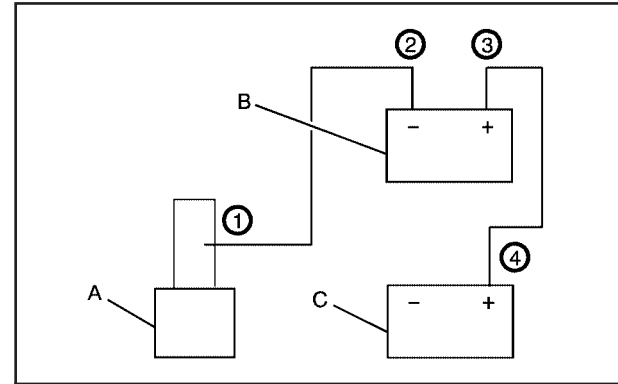 ② ③
B
− +
①
④
A
C
− +